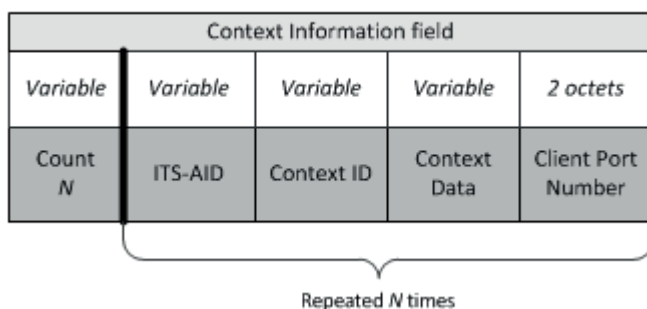 Context Information field
Variable Variable Variable Variable 2 octets
Count
N
ITS-AID
Context ID
Context
Data
Client Port
Number
Repeated N times